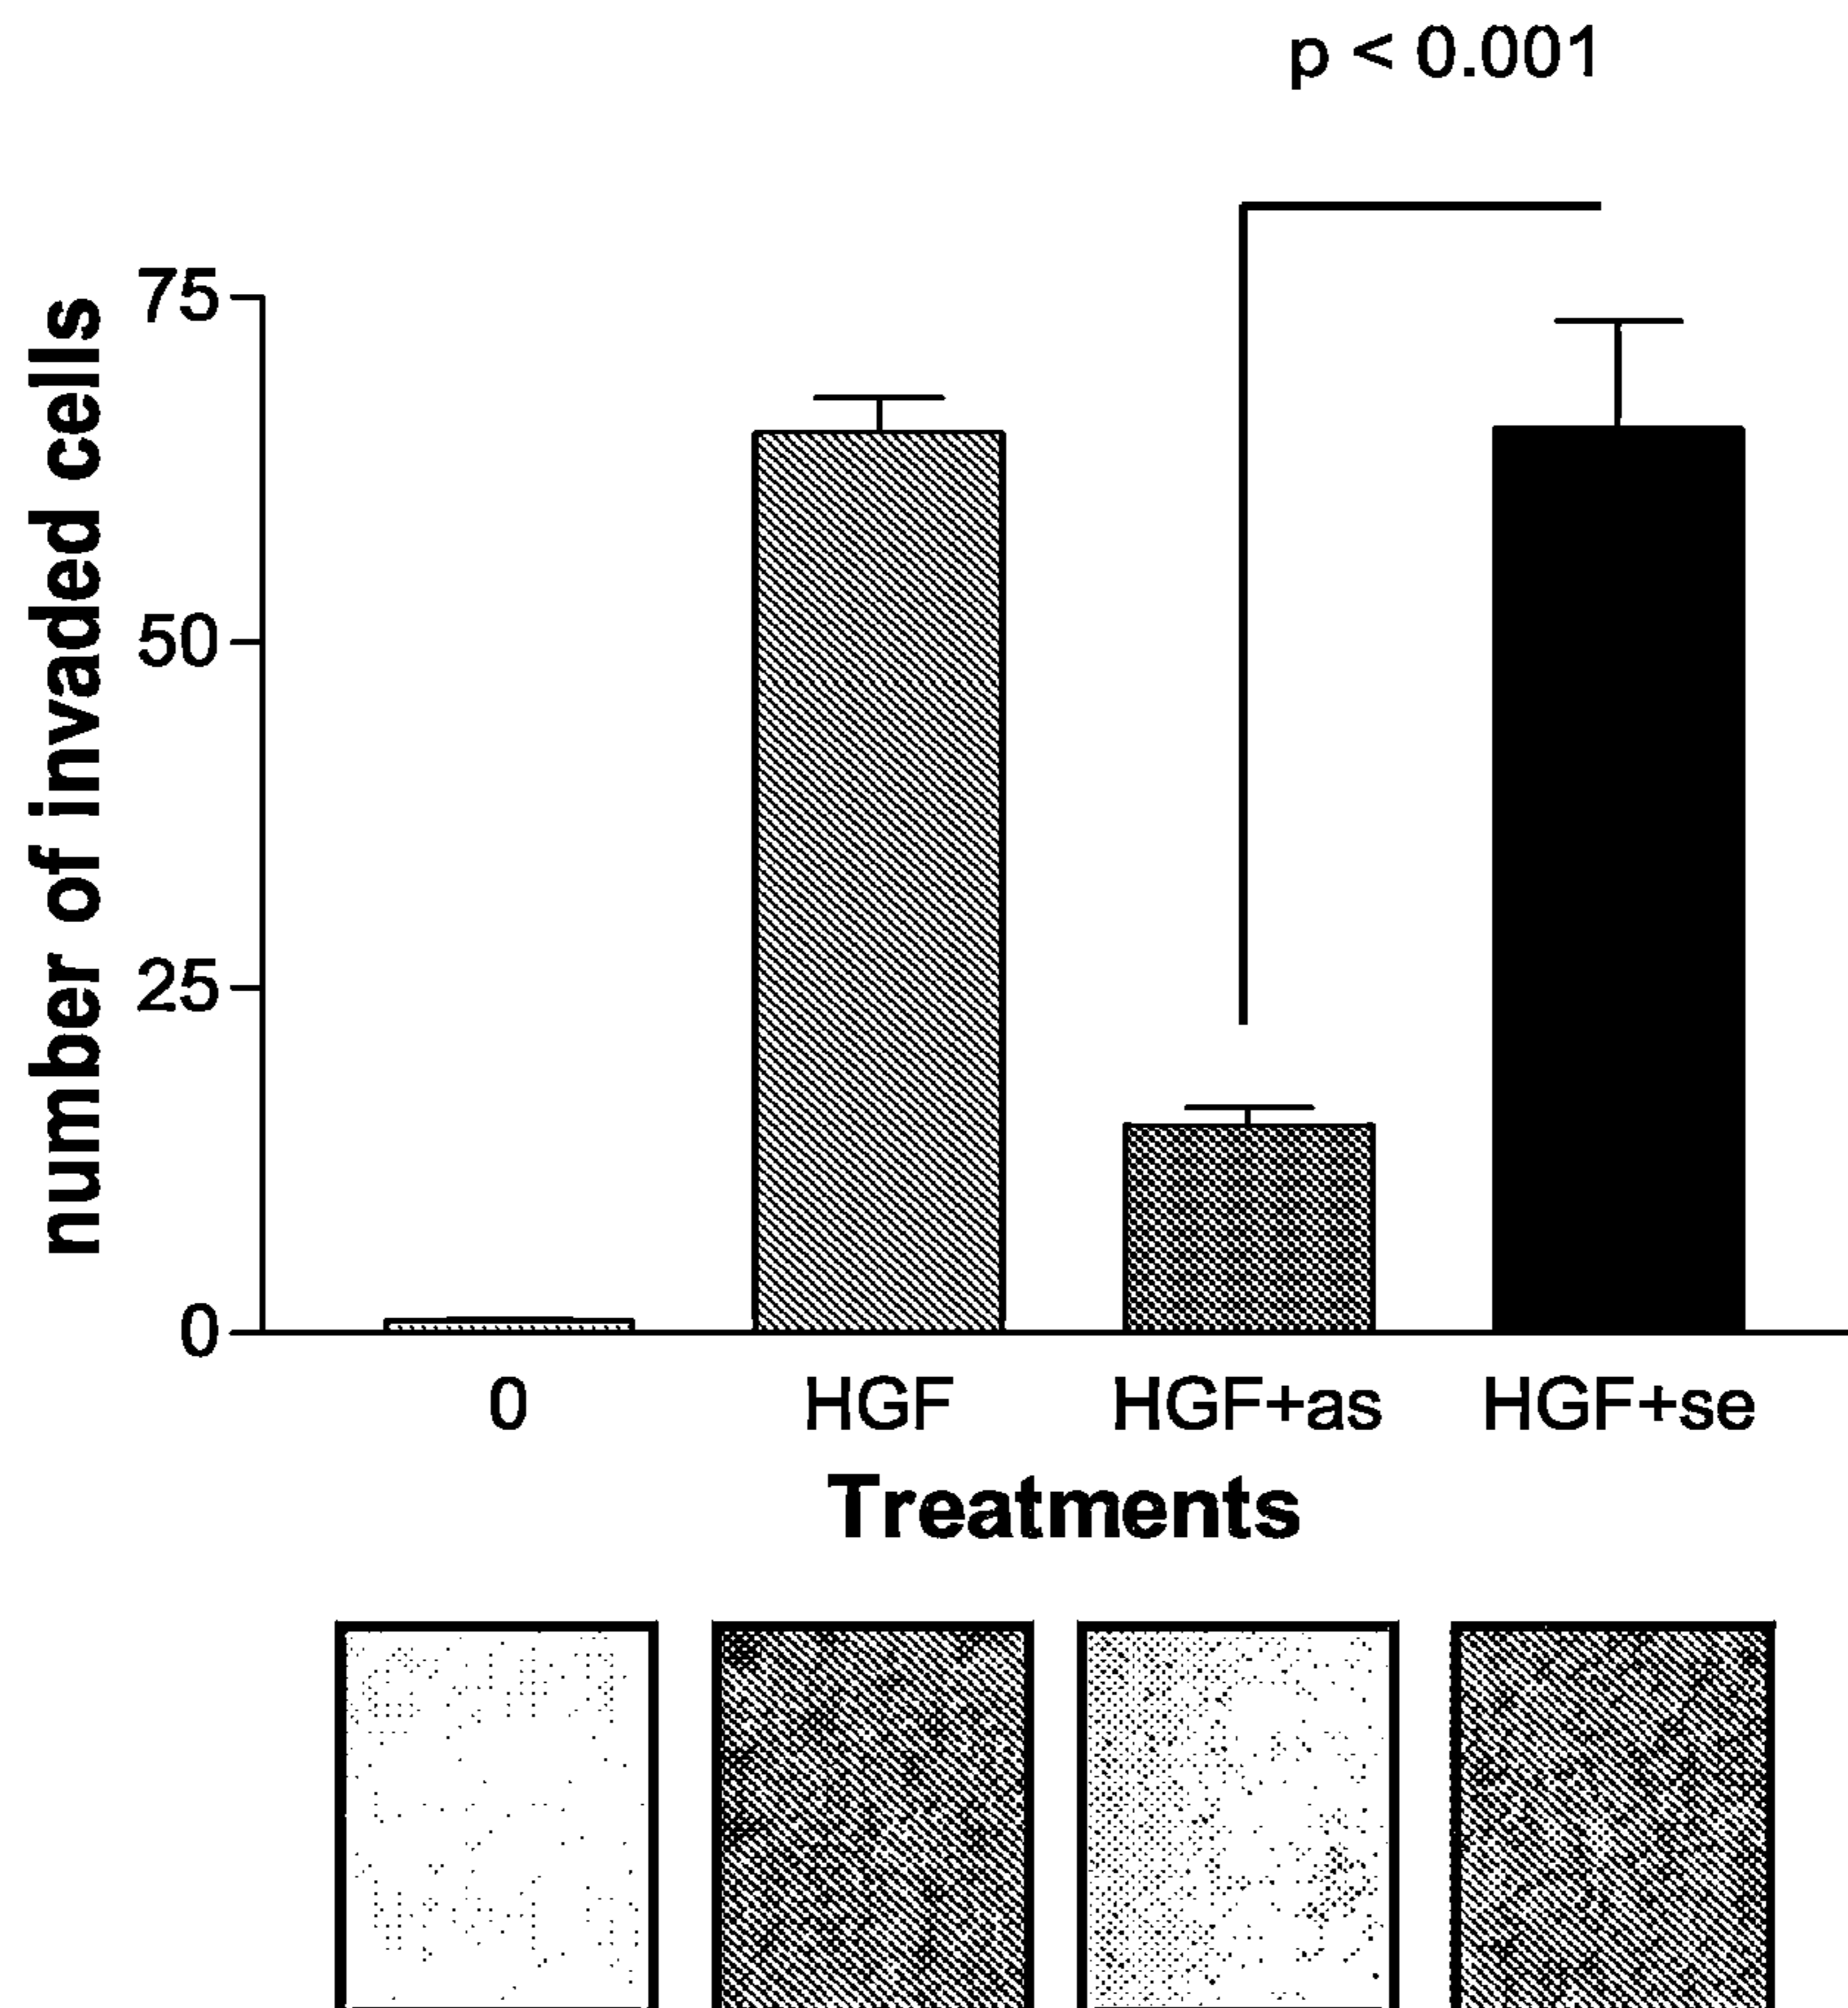 p < 0.001
number of invaded cells
75
50
25
0
0 HGF HGF+as HGF+se
Treatments